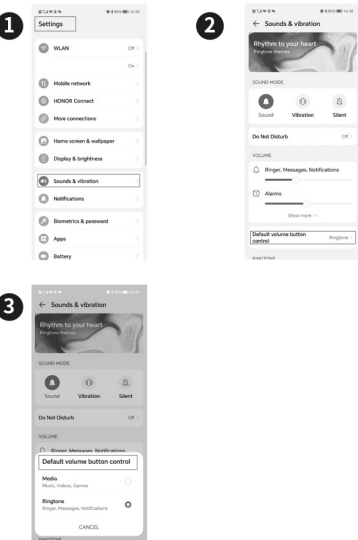 1
Settings
WLAN Off
On
Mobile network
HONOR Connect
More connections
Home screen & wallpaper
Display & brightness
Sounds & vibration
Notifications
Biometrics & password
Apps
Battery
2
Sounds & vibration
Rhythm to your heart
Ringtone themes
SOUND MODE
Sound Vibration Silent
Do Not Disturb Off
VOLUME
Ringer, Messages, Notifications
Alarms
Show more
Default volume button
control
Ringtone
RINGTONE
3
Sounds & vibration
Rhythm to your heart
Ringtone themes
SOUND MODE
Sound Vibration Silent
Do Not Disturb Off
VOLUME
Ringer, Messages, Notifications
Default volume button control
Media
Music, Videos, Games
Ringtone
Ringer, Messages, Notifications
CANCEL
RINGTONE